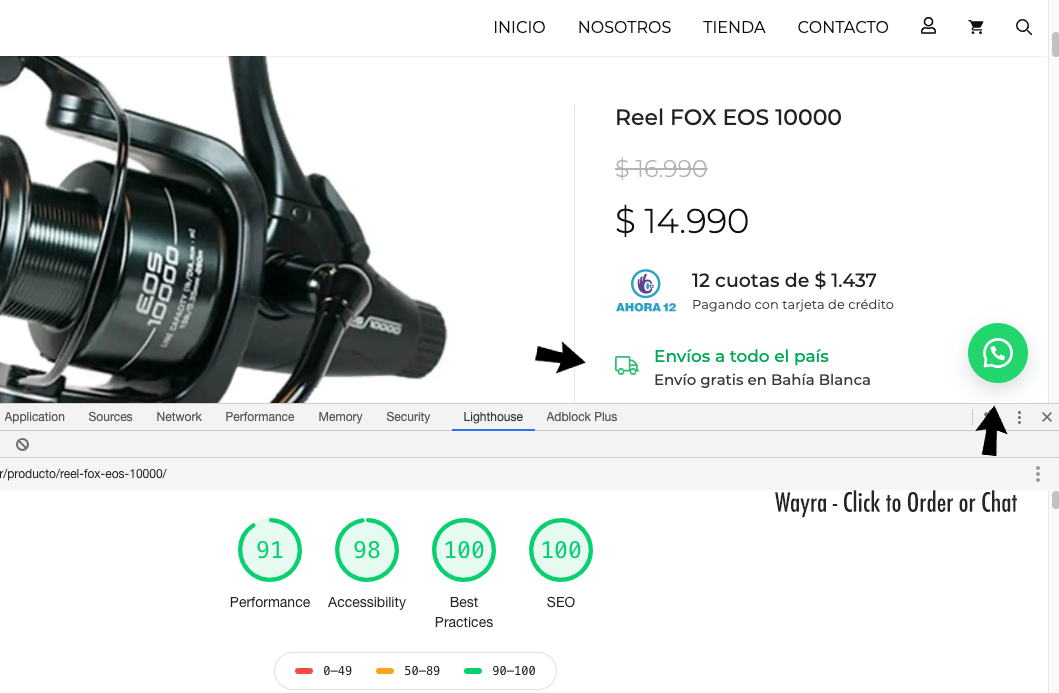 INICIO NOSOTROS TIENDA CONTACTO
Reel FOX EOS 10000
$ 16.990
$ 14.990
AHORA 12
12 cuotas de $ 1.437
Pagando con tarjeta de crédito
Envíos a todo el país
Envío gratis en Bahía Blanca
EOS
10000
LINE CAPACITY
Application Sources Network Performance Memory Security Lighthouse Adblock Plus
r/producto/reel-fox-eos-10000/
Wayra - Click to Order or Chat
91 98 100 100
Performance Accessibility Best Practices SEO
0–49 50–89 90–100